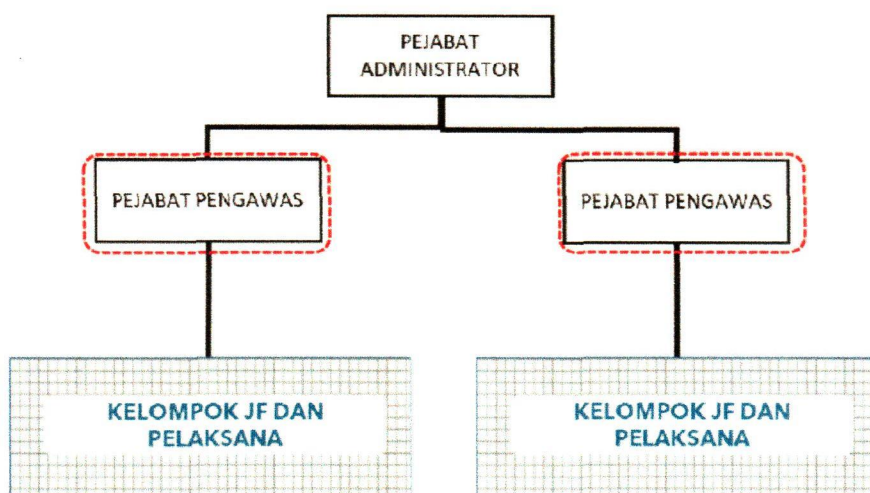 PEJABAT
ADMINISTRATOR
PEJABAT PENGAWAS
PEJABAT PENGAWAS
KELOMPOK JF DAN
PELAKSANA
KELOMPOK JF DAN
PELAKSANA